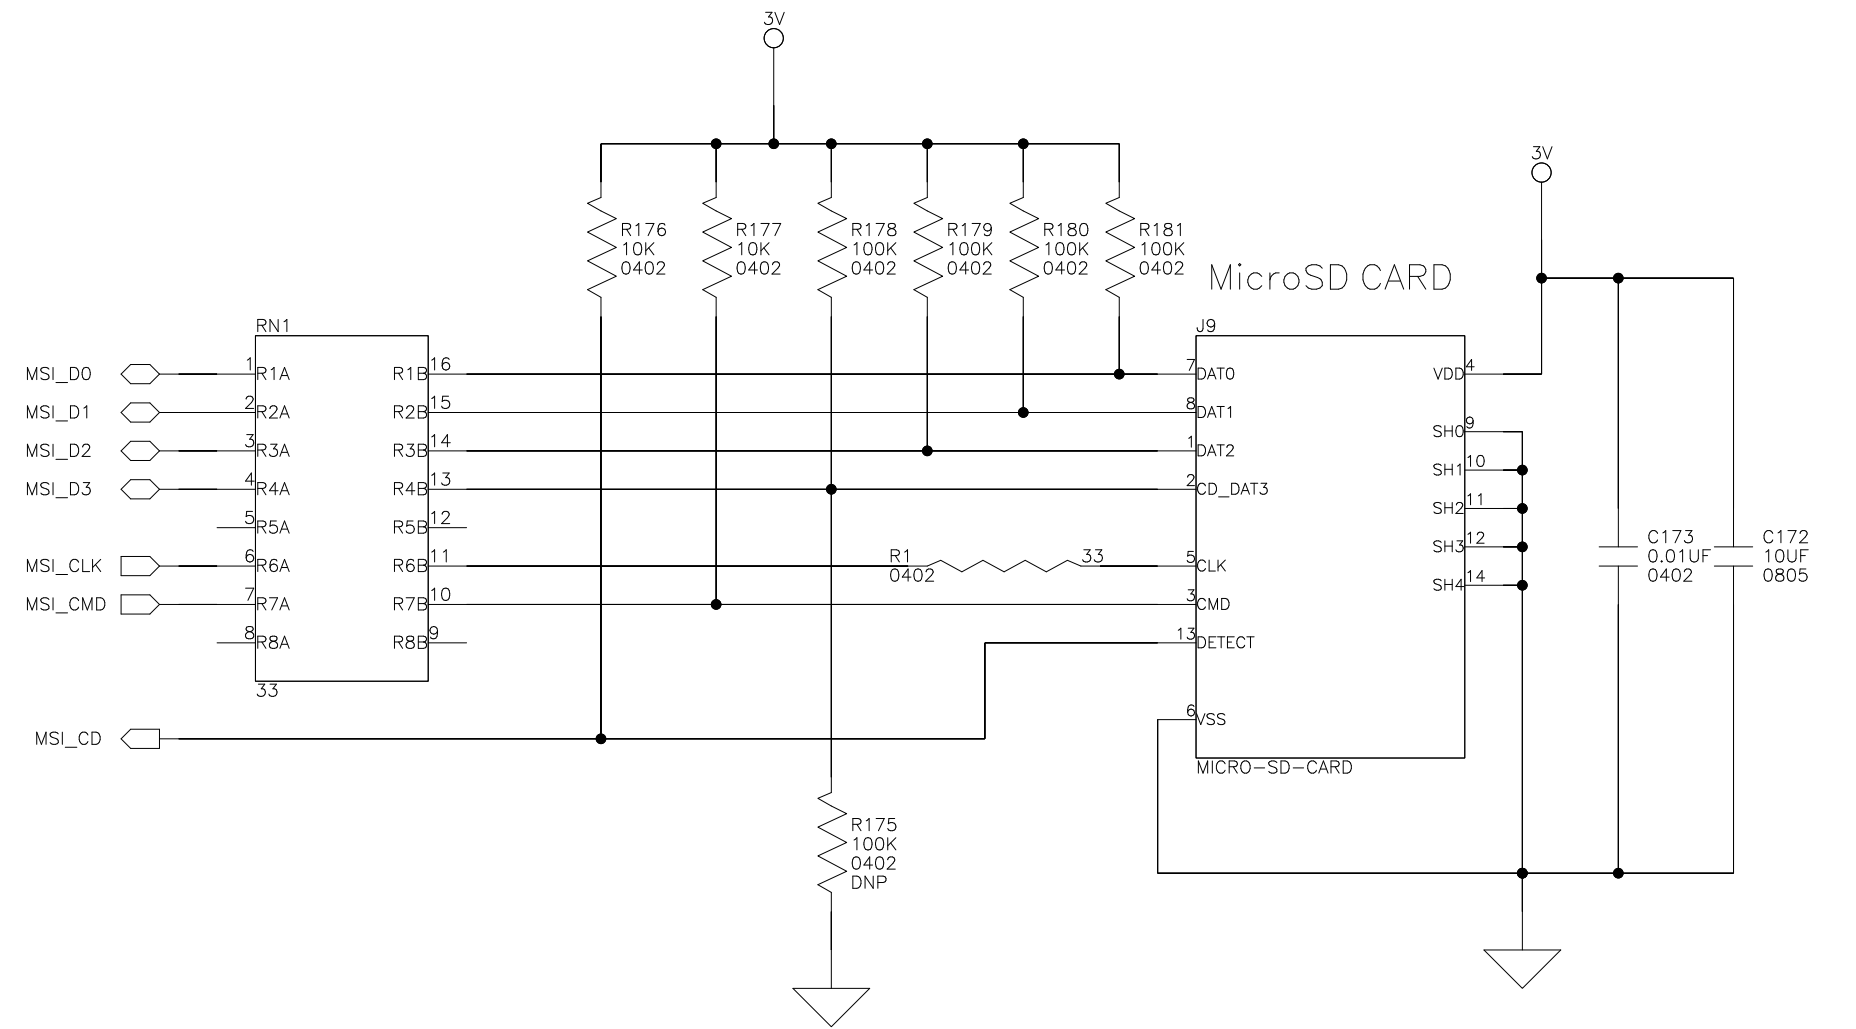 3V
3V
R176
10K
0402
R177
10K
0402
R178
100K
0402
R179
100K
0402
R180
100K
0402
R181
100K
0402
MicroSD CARD
RN1
J9
MSI_D0 1 R1A R1B 16 7 DAT0 VDD 4
MSI_D1 2 R2A R2B 15 8 DAT1
SH0 9
MSI_D2 3 R3A R3B 14 1 DAT2
SH1 10
MSI_D3 4 R4A R4B 13 2 CD_DAT3
SH2 11
5 R5A R5B 12
SH3 12
MSI_CLK 6 R6A R6B 11 R1 33 5 CLK
0402
SH4 14
C173
0.01UF
0402
C172
10UF
0805
MSI_CMD 7 R7A R7B 10 3 CMD
8 R8A R8B 9 13 DETECT
33
6 VSS
MSI_CD
MICRO-SD-CARD
R175
100K
0402
DNP